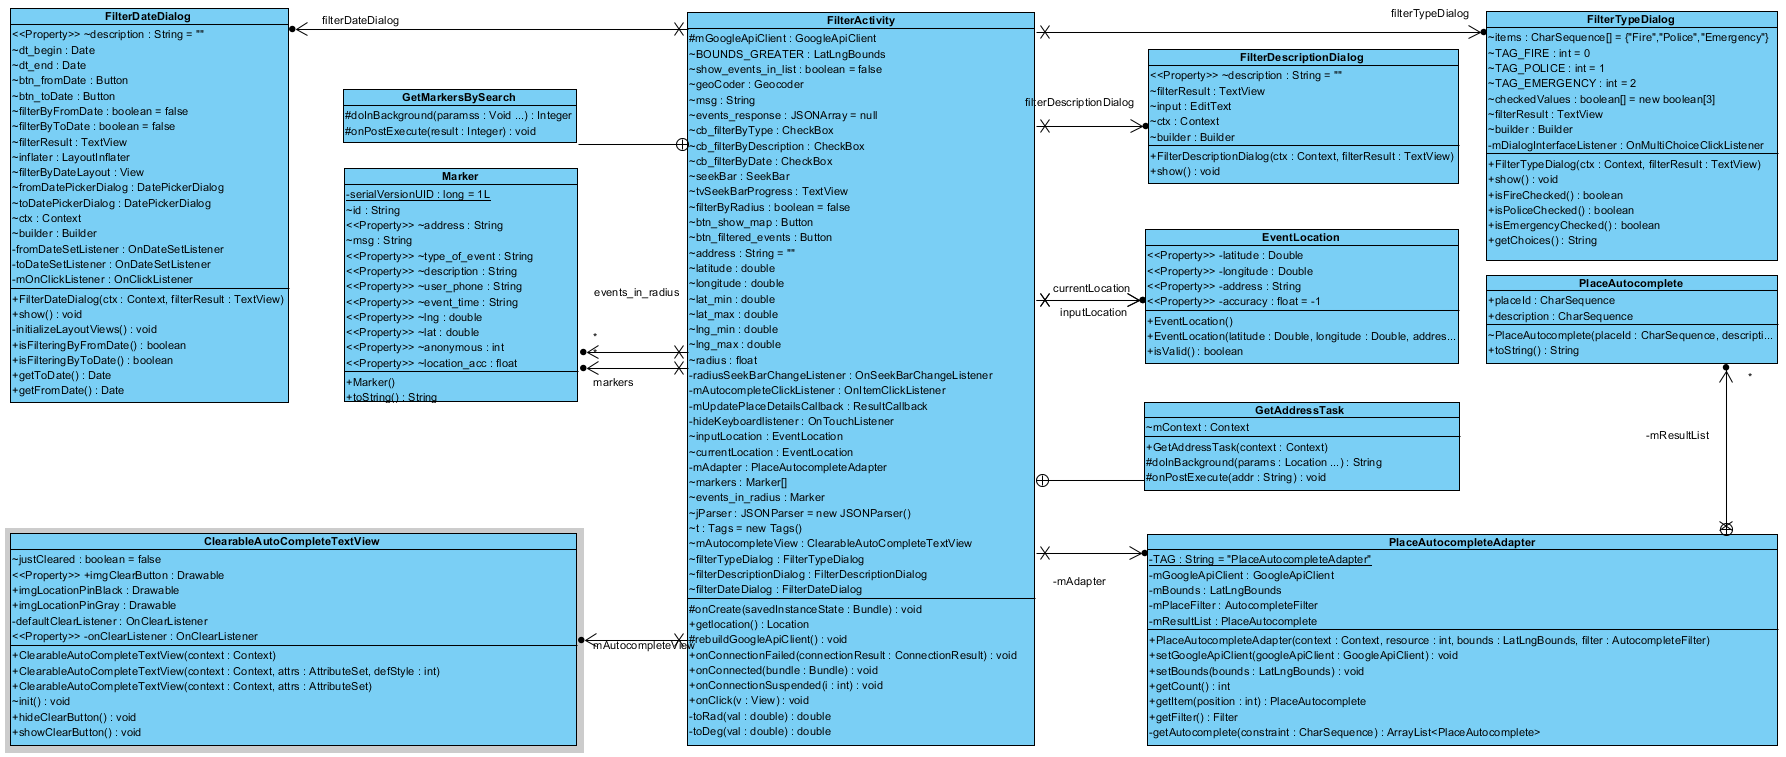 FilterDateDialog
<<Property>> ~description : String = ""
~dt_begin : Date
~dt_end : Date
~btn_fromDate : Button
~btn_toDate : Button
~filterByFromDate : boolean = false
~filterByToDate : boolean = false
~filterResult : TextView
~inflater : LayoutInflater
~filterByDateLayout : View
~fromDatePickerDialog : DatePickerDialog
~toDatePickerDialog : DatePickerDialog
~ctx : Context
~builder : Builder
-fromDateSetListener : OnDateSetListener
-toDateSetListener : OnDateSetListener
-mOnClickListener : OnClickListener
+FilterDateDialog(ctx : Context, filterResult : TextView)
+show() : void
-initializeLayoutViews() : void
+isFilteringByFromDate() : boolean
+isFilteringByToDate() : boolean
+getToDate() : Date
+getFromDate() : Date
filterDateDialog
GetMarkersBySearch
#doInBackground(paramss : Void ...) : Integer
#onPostExecute(result : Integer) : void
Marker
-serialVersionUID : long = 1L
~id : String
<<Property>> ~address : String
~msg : String
<<Property>> ~type_of_event : String
<<Property>> ~description : String
<<Property>> ~user_phone : String
<<Property>> ~event_time : String
<<Property>> ~lng : double
<<Property>> ~lat : double
<<Property>> ~anonymous : int
<<Property>> ~location_acc : float
+Marker()
+toString() : String
events_in_radius
*
*
markers
ClearableAutoCompleteTextView
~justCleared : boolean = false
<<Property>> +imgClearButton : Drawable
+imgLocationPinBlack : Drawable
+imgLocationPinGray : Drawable
-defaultClearListener : OnClearListener
<<Property>> -onClearListener : OnClearListener
+ClearableAutoCompleteTextView(context : Context)
+ClearableAutoCompleteTextView(context : Context, attrs : AttributeSet, defStyle : int)
+ClearableAutoCompleteTextView(context : Context, attrs : AttributeSet)
~init() : void
+hideClearButton() : void
+showClearButton() : void
mAutocompleteView
FilterActivity
#mGoogleApiClient : GoogleApiClient
~BOUNDS_GREATER : LatLngBounds
~show_events_in_list : boolean = false
~geoCoder : Geocoder
~msg : String
~events_response : JSONArray = null
~cb_filterByType : CheckBox
~cb_filterByDescription : CheckBox
~cb_filterByDate : CheckBox
~seekBar : SeekBar
~tvSeekBarProgress : TextView
~filterByRadius : boolean = false
~btn_show_map : Button
~btn_filtered_events : Button
~address : String = ""
~latitude : double
~longitude : double
~lat_min : double
~lat_max : double
~lng_min : double
~lng_max : double
~radius : float
-radiusSeekBarChangeListener : OnSeekBarChangeListener
-mAutocompleteClickListener : OnItemClickListener
-mUpdatePlaceDetailsCallback : ResultCallback
-hideKeyboardlistener : OnTouchListener
~inputLocation : EventLocation
~currentLocation : EventLocation
-mAdapter : PlaceAutocompleteAdapter
~markers : Marker[]
~events_in_radius : Marker
~jParser : JSONParser = new JSONParser()
~t : Tags = new Tags()
~mAutocompleteView : ClearableAutoCompleteTextView
~filterTypeDialog : FilterTypeDialog
~filterDescriptionDialog : FilterDescriptionDialog
~filterDateDialog : FilterDateDialog
#onCreate(savedInstanceState : Bundle) : void
+getlocation() : Location
#rebuildGoogleApiClient() : void
+onConnectionFailed(connectionResult : ConnectionResult) : void
+onConnected(bundle : Bundle) : void
+onConnectionSuspended(i : int) : void
+onClick(v : View) : void
-toRad(val : double) : double
-toDeg(val : double) : double
filterTypeDialog
filterDescriptionDialog
FilterDescriptionDialog
<<Property>> ~description : String = ""
~filterResult : TextView
~input : EditText
~ctx : Context
~builder : Builder
+FilterDescriptionDialog(ctx : Context, filterResult : TextView)
+show() : void
currentLocation
inputLocation
EventLocation
<<Property>> -latitude : Double
<<Property>> -longitude : Double
<<Property>> -address : String
<<Property>> -accuracy : float = -1
+EventLocation()
+EventLocation(latitude : Double, longitude : Double, addres...
+isValid() : boolean
GetAddressTask
~mContext : Context
+GetAddressTask(context : Context)
#doInBackground(params : Location ...) : String
#onPostExecute(addr : String) : void
FilterTypeDialog
~items : CharSequence[] = {"Fire","Police","Emergency"}
~TAG_FIRE : int = 0
~TAG_POLICE : int = 1
~TAG_EMERGENCY : int = 2
~checkedValues : boolean[] = new boolean[3]
~filterResult : TextView
~builder : Builder
-mDialogInterfaceListener : OnMultiChoiceClickListener
+FilterTypeDialog(ctx : Context, filterResult : TextView)
+show() : void
+isFireChecked() : boolean
+isPoliceChecked() : boolean
+isEmergencyChecked() : boolean
+getChoices() : String
PlaceAutocomplete
+placeId : CharSequence
+description : CharSequence
~PlaceAutocomplete(placeId : CharSequence, descripti...
+toString() : String
*
-mResultList
-mAdapter
PlaceAutocompleteAdapter
-TAG : String = "PlaceAutocompleteAdapter"
-mGoogleApiClient : GoogleApiClient
-mBounds : LatLngBounds
-mPlaceFilter : AutocompleteFilter
-mResultList : PlaceAutocomplete
+PlaceAutocompleteAdapter(context : Context, resource : int, bounds : LatLngBounds, filter : AutocompleteFilter)
+setGoogleApiClient(googleApiClient : GoogleApiClient) : void
+setBounds(bounds : LatLngBounds) : void
+getCount() : int
+getItem(position : int) : PlaceAutocomplete
+getFilter() : Filter
-getAutocomplete(constraint : CharSequence) : ArrayList<PlaceAutocomplete>